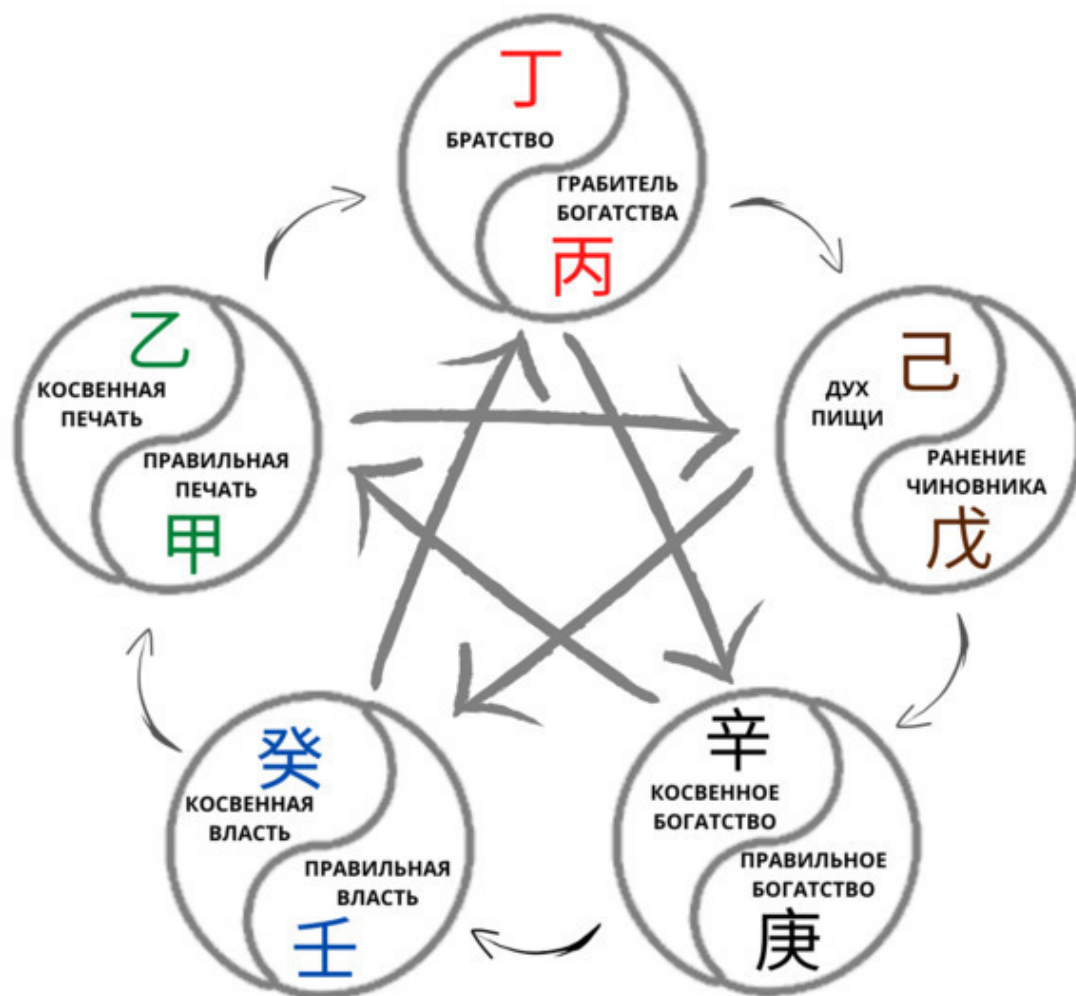 丁
БРАТСТВО
ГРАБИТЕЛЬ
БОГАТСТВА
丙
乙
КОСВЕННАЯ
ПЕЧАТЬ
ПРАВИЛЬНАЯ
ПЕЧАТЬ
甲
己
ДУХ
ПИЩИ
РАНЕНИЕ
ЧИНОВНИКА
戊
癸
КОСВЕННАЯ
ВЛАСТЬ
ПРАВИЛЬНАЯ
ВЛАСТЬ
壬
辛
КОСВЕННОЕ
БОГАТСТВО
ПРАВИЛЬНОЕ
БОГАТСТВО
庚